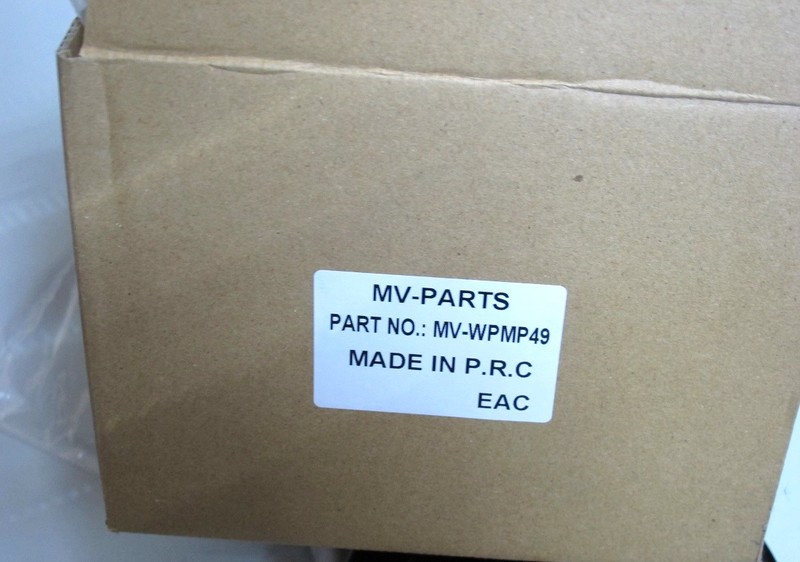 MV-PARTS
PART NO.: MV-WPMP49
MADE IN P.R.C
EAC